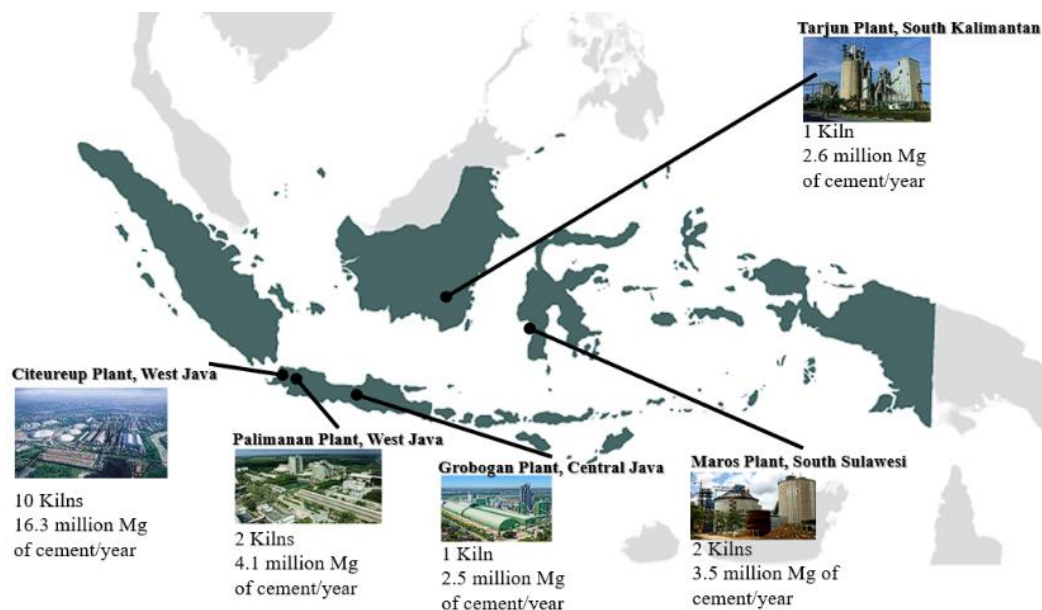 Tarjun Plant, South Kalimantan
1 Kiln
2.6 million Mg
of cement/year
Citeureup Plant, West Java
10 Kilns
16.3 million Mg
of cement/year
Palimanan Plant, West Java
2 Kilns
4.1 million Mg
of cement/year
Grobogan Plant, Central Java
1 Kiln
2.5 million Mg
of cement/year
Maros Plant, South Sulawesi
2 Kilns
3.5 million Mg of
cement/year